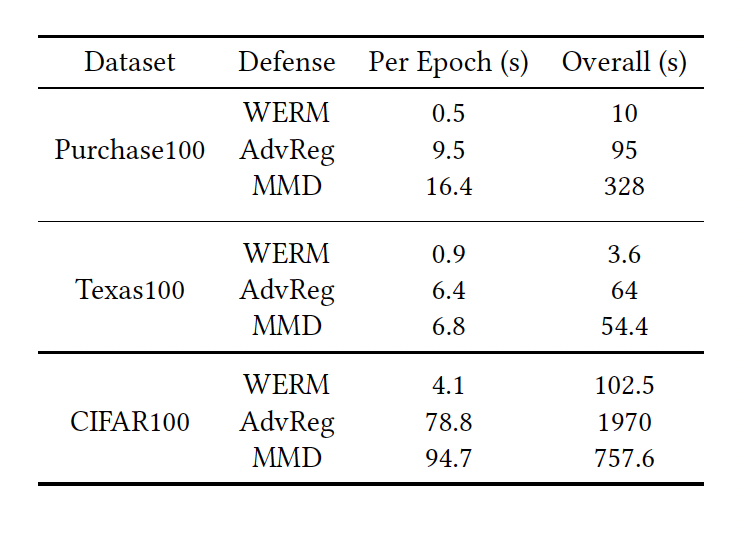 Dataset Defense Per Epoch (s) Overall (s)
WERM 0.5 10
Purchase100 AdvReg 9.5 95
MMD 16.4 328
WERM 0.9 3.6
Texas100 AdvReg 6.4 64
MMD 6.8 54.4
WERM 4.1 102.5
CIFAR100 AdvReg 78.8 1970
MMD 94.7 757.6